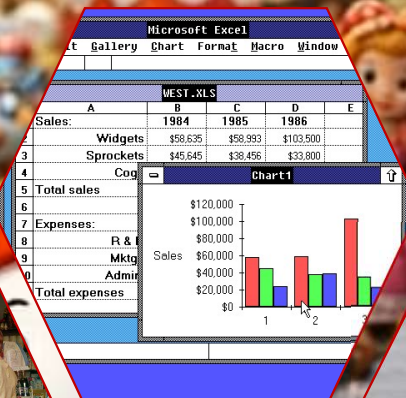 Microsoft Excel
Gallery Chart Format Macro Window
WEST.XLS
A B C D E
Sales: 1984 1985 1986
Widgets $58,635 $58,993 $103,500
3 Sprockets $45,645 $38,456 $33,800
4 Cog
5 Total sales
6
7 Expenses:
8 R &
9 Mktg
Admin
Total expenses
Chart1
$120,000
$100,000
$80,000
$60,000
$40,000
$20,000
$0
Sales
1 2 3